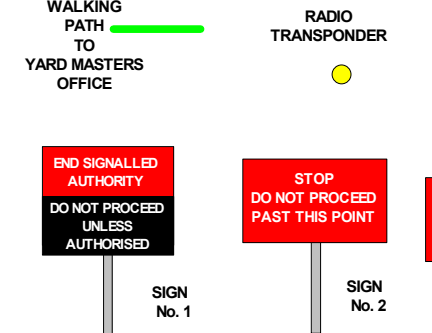 WALKING
PATH
TO
YARD MASTERS
OFFICE
RADIO
TRANSPONDER
END SIGNALLED
AUTHORITY
DO NOT PROCEED
UNLESS
AUTHORISED
STOP
DO NOT PROCEED
PAST THIS POINT
SIGN
No. 1
SIGN
No. 2